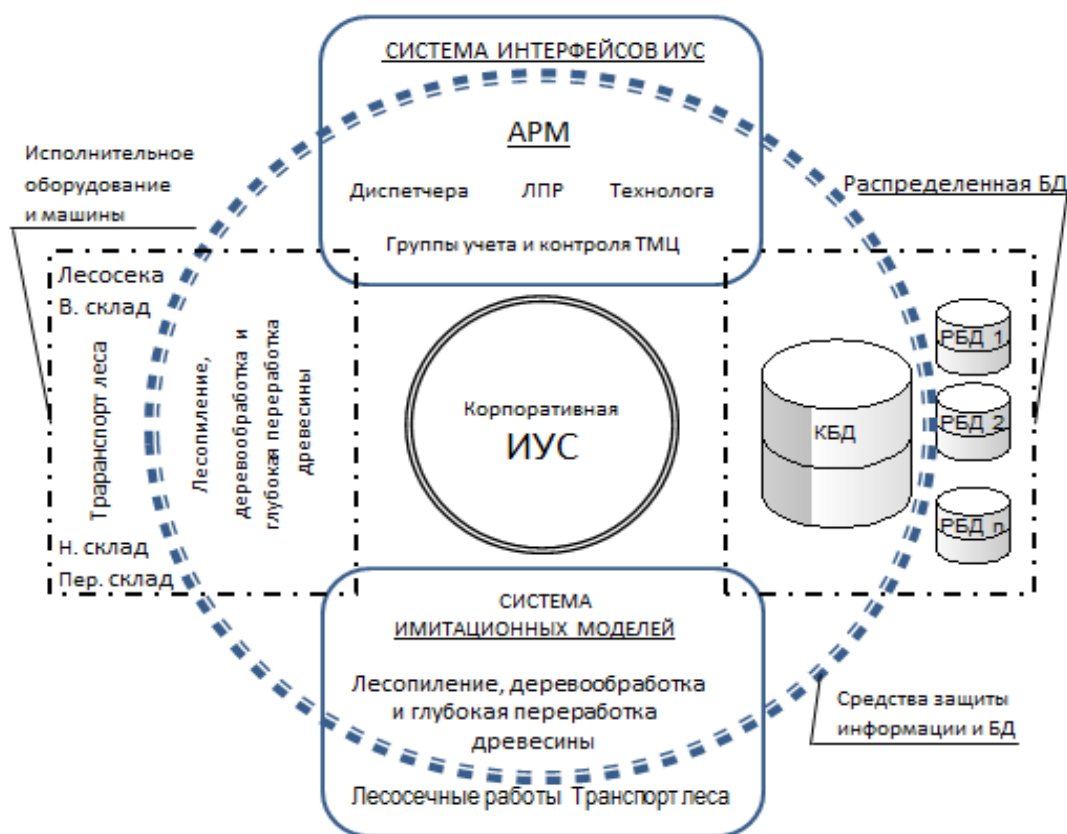 СИСТЕМА ИНТЕРФЕЙСОВ ИУС
АРМ
Диспетчера ЛПР Технолога
Группы учета и контроля ТМЦ
Исполнительное
оборудование
и машины
Распределенная БД
Лесосека
В. склад
Траранспорт леса
Лесопиление,
деревообработка и
глубокая переработка
древесины
Н. склад
Пер. склад
Корпоративная
ИУС
КБД
РБД 1
РБД 2
РБД n
СИСТЕМА
ИМИТАЦИОННЫХ МОДЕЛЕЙ
Лесопиление, деревообработка
и глубокая переработка
древесины
Лесосечные работы Транспорт леса
Средства защиты
информации и БД